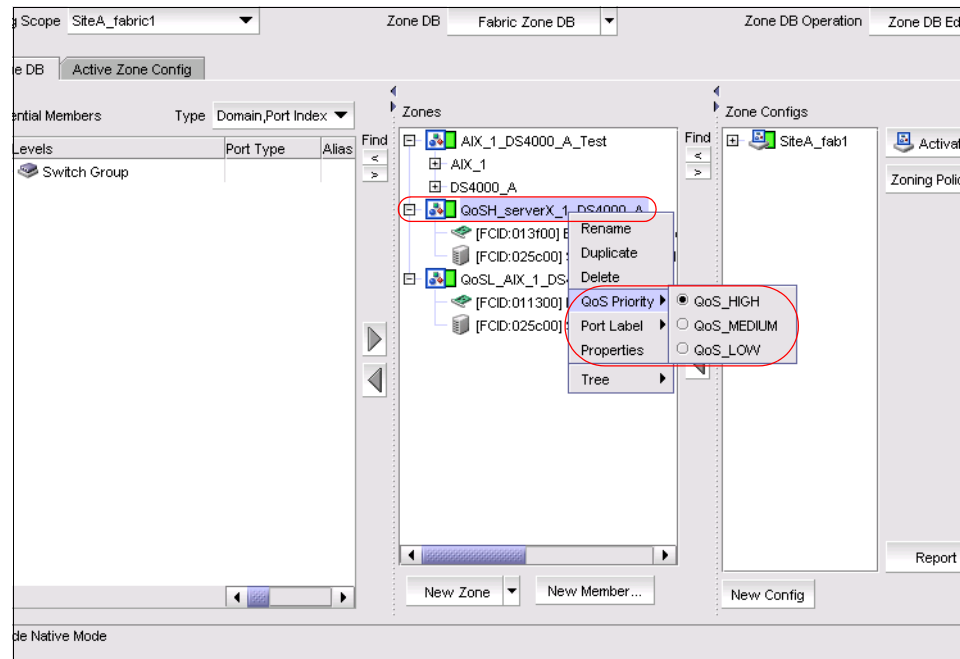 g Scope SiteA_fabric1 Zone DB Fabric Zone DB Zone DB Operation Zone DB Ed
e DB Active Zone Config
ential Members Type Domain,Port Index
Levels Port Type Alias
Switch Group
Find
<
>
Zones
AIX_1_DS4000_A_Test
AIX_1
DS4000_A
QoSH_serverX_1_DS4000_A
[FCID:013f00] E
[FCID:025c00]
QoSL_AIX_1_DS
[FCID:011300]
[FCID:025c00]
Rename
Duplicate
Delete
QoS Priority
Port Label
Properties
Tree
QoS_HIGH
QoS_MEDIUM
QoS_LOW
New Zone New Member...
Find
<
>
Zone Configs
SiteA_fab1
New Config
Activat
Zoning Polic
Report
de Native Mode